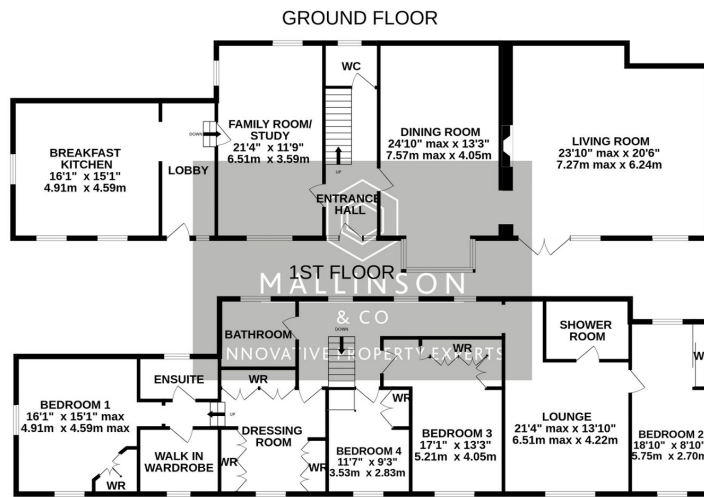 GROUND FLOOR
WC
FAMILY ROOM/
STUDY
21'4" x 11'9"
6.51m x 3.59m
DOWN
DINING ROOM
24'10" max x 13'3"
7.57m max x 4.05m
LIVING ROOM
23'10" max x 20'6"
7.27m max x 6.24m
BREAKFAST
KITCHEN
16'1" x 15'1"
4.91m x 4.59m
LOBBY
UP
ENTRANCE
HALL
1ST FLOOR
MALLINSON
& CO
INNOVATIVE PROPERTY EXPERTS
BATHROOM
DOWN
SHOWER
ROOM
WR
W
ENSUITE
WR
BEDROOM 1
16'1" x 15'1" max
4.91m x 4.59m max
WR
UP
DRESSING
ROOM
WR
BEDROOM 4
11'7" x 9'3"
3.53m x 2.83m
BEDROOM 3
17'1" x 13'3"
5.21m x 4.05m
LOUNGE
21'4" max x 13'10"
6.51m max x 4.22m
BEDROOM 2
18'10" x 8'10"
5.75m x 2.70m
WALK IN
WARDROBE
WR
WR
WR